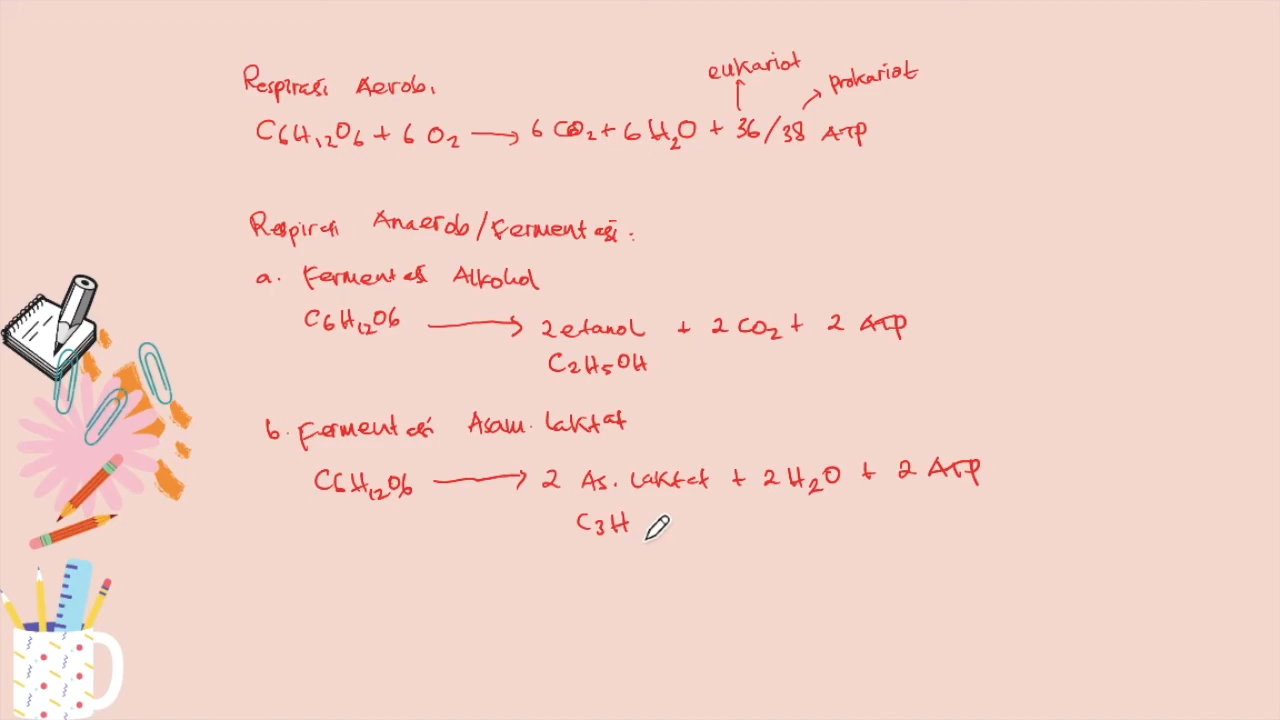 eukariot prokariot
Respirasi Aerob.
C6H12O6 + 6 O2 → 6 CO2 + 6 H2O + 36/38 ATP
Respirasi Anaerob/Fermentasi:
a. Fermentasi Alkohol
C6H12O6 → 2 etanol + 2 CO2 + 2 ATP
C2H5OH
b. Fermentasi Asam. laktat
C6H12O6 → 2 As. laktat + 2 H2O + 2 ATP
C3H